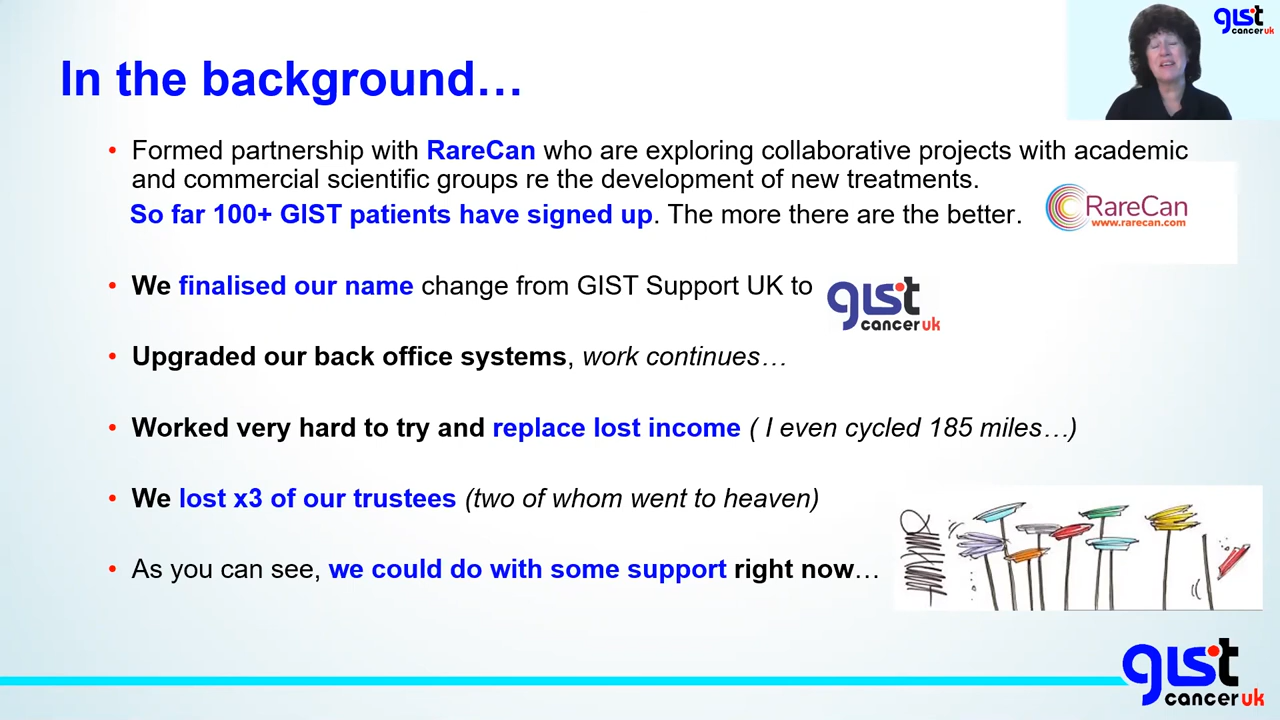 gist
cancer uk
In the background…
• Formed partnership with RareCan who are exploring collaborative projects with academic
and commercial scientific groups re the development of new treatments.
So far 100+ GIST patients have signed up. The more there are the better.
RareCan
www.rarecan.com
• We finalised our name change from GIST Support UK to
gist
cancer uk
• Upgraded our back office systems, work continues…
• Worked very hard to try and replace lost income ( I even cycled 185 miles…)
• We lost x3 of our trustees (two of whom went to heaven)
• As you can see, we could do with some support right now…
gist
cancer uk